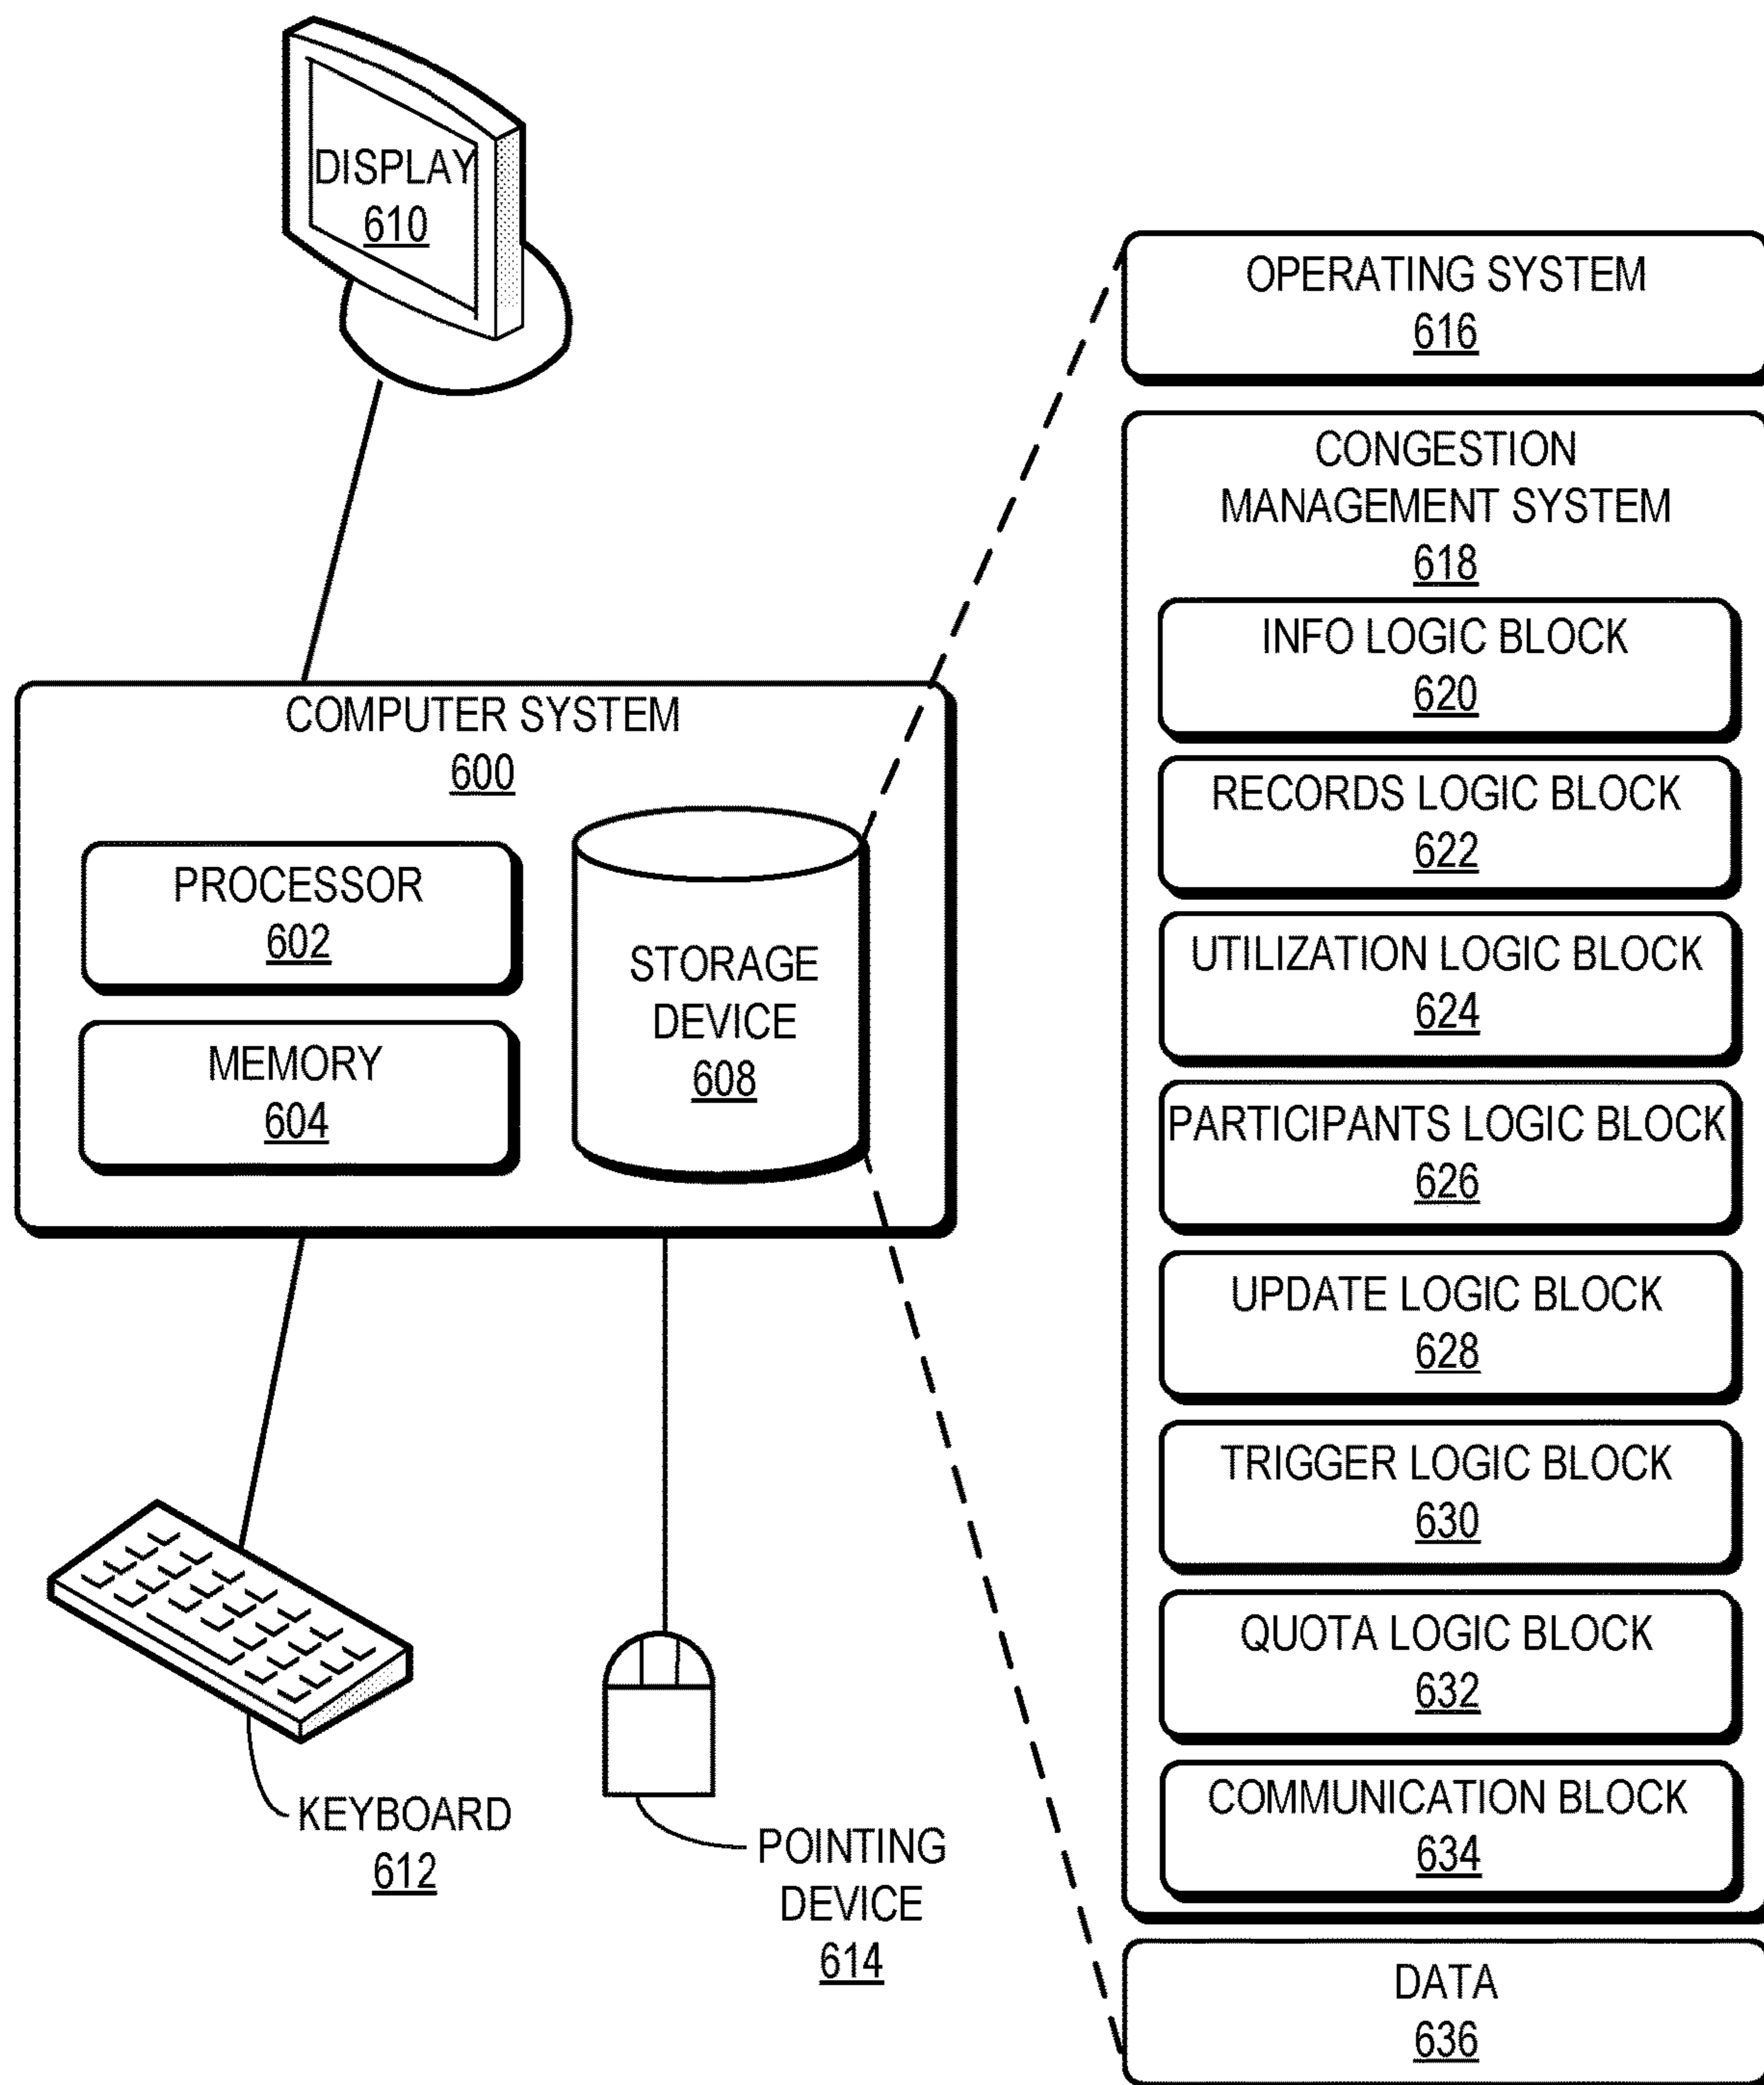 DISPLAY
610
COMPUTER SYSTEM
600
PROCESSOR
602
MEMORY
604
STORAGE
DEVICE
608
KEYBOARD
612
POINTING
DEVICE
614
OPERATING SYSTEM
616
CONGESTION
MANAGEMENT SYSTEM
618
INFO LOGIC BLOCK
620
RECORDS LOGIC BLOCK
622
UTILIZATION LOGIC BLOCK
624
PARTICIPANTS LOGIC BLOCK
626
UPDATE LOGIC BLOCK
628
TRIGGER LOGIC BLOCK
630
QUOTA LOGIC BLOCK
632
COMMUNICATION BLOCK
634
DATA
636